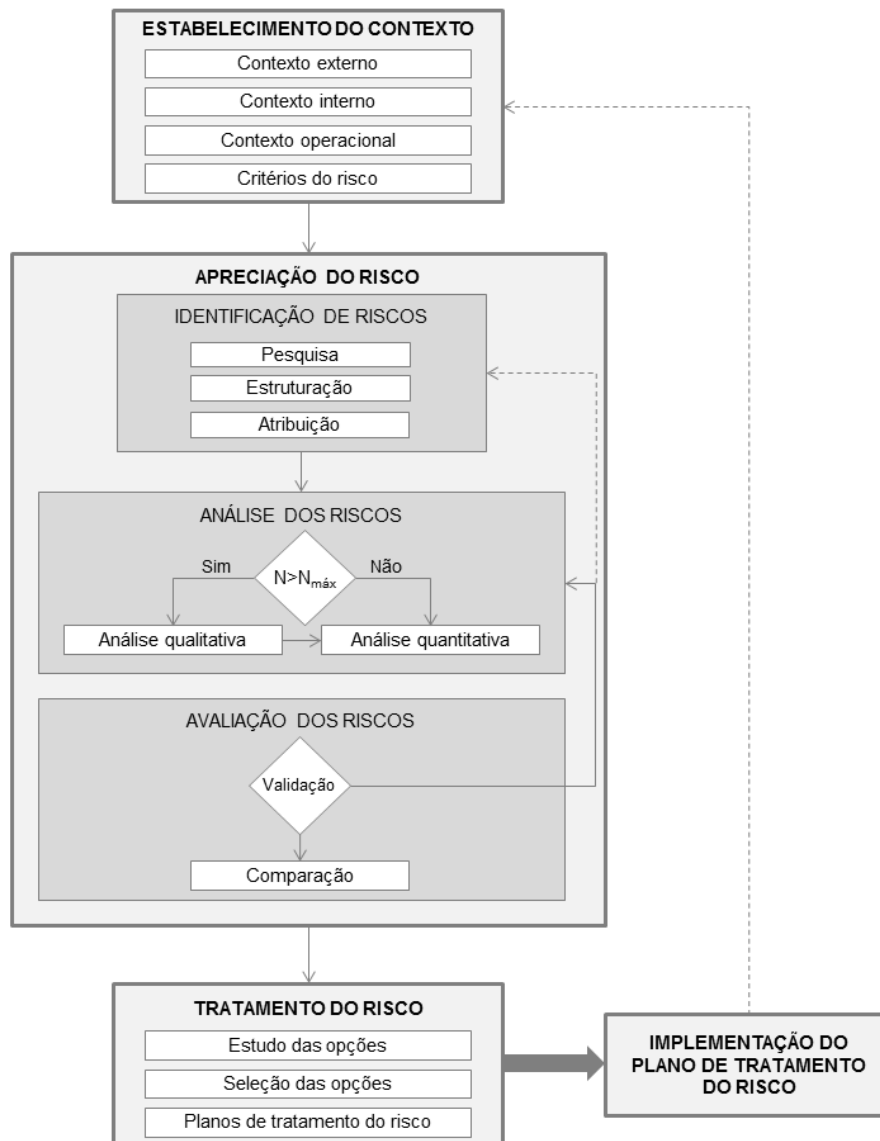 ESTABELECIMENTO DO CONTEXTO
Contexto externo
Contexto interno
Contexto operacional
Critérios do risco
APRECIAÇÃO DO RISCO
IDENTIFICAÇÃO DE RISCOS
Pesquisa
Estruturação
Atribuição
ANÁLISE DOS RISCOS
Sim
N>Nmáx
Não
Análise qualitativa
Análise quantitativa
AVALIAÇÃO DOS RISCOS
Validação
Comparação
TRATAMENTO DO RISCO
Estudo das opções
Seleção das opções
Planos de tratamento do risco
IMPLEMENTAÇÃO DO
PLANO DE TRATAMENTO
DO RISCO